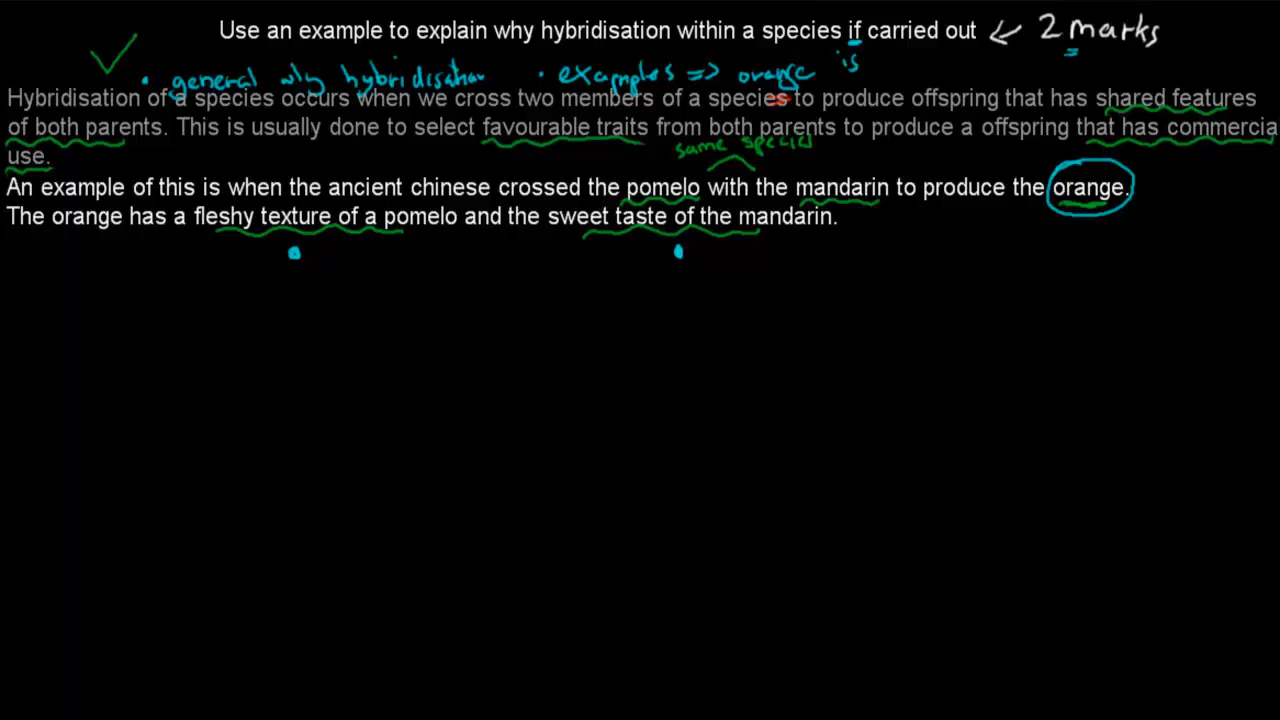 Use an example to explain why hybridisation within a species if carried out ← 2 marks
is
• general why hybridisation • examples => orange
Hybridisation of a species occurs when we cross two members of a species to produce offspring that has shared features
of both parents. This is usually done to select favourable traits from both parents to produce a offspring that has commercia
same species
use.
An example of this is when the ancient chinese crossed the pomelo with the mandarin to produce the orange.
The orange has a fleshy texture of a pomelo and the sweet taste of the mandarin.